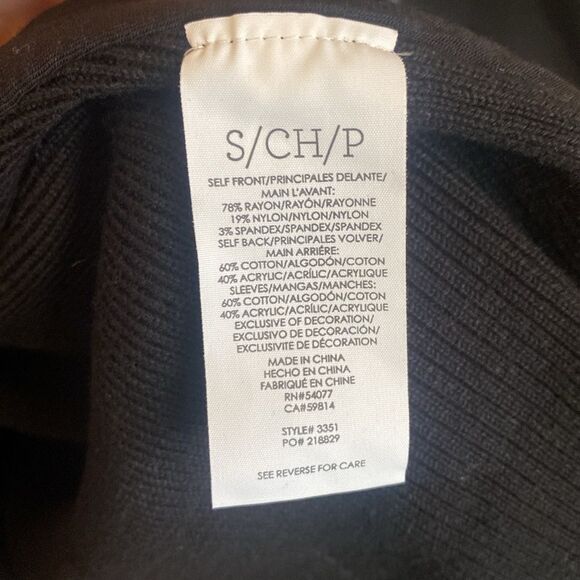 S/CH/P
SELF FRONT/PRINCIPALES DELANTE/
MAIN L'AVANT:
78% RAYON/RAYÓN/RAYONNE
19% NYLON/NYLON/NYLON
3% SPANDEX/SPANDEX/SPANDEX
SELF BACK/PRINCIPALES VOLVER/
MAIN ARRIÉRE:
60% COTTON/ALGODÓN/COTON
40% ACRYLIC/ACRÍLIC/ACRYLIQUE
SLEEVES/MANGAS/MANCHES:
60% COTTON/ALGODÓN/COTON
40% ACRYLIC/ACRÍLIC/ACRYLIQUE
EXCLUSIVE OF DECORATION/
EXCLUSIVO DE DECORACIÓN/
EXCLUSIVITE DE DÉCORATION
MADE IN CHINA
HECHO EN CHINA
FABRIQUÉ EN CHINE
RN#54077
CA#59814
STYLE# 3351
PO# 218829
SEE REVERSE FOR CARE